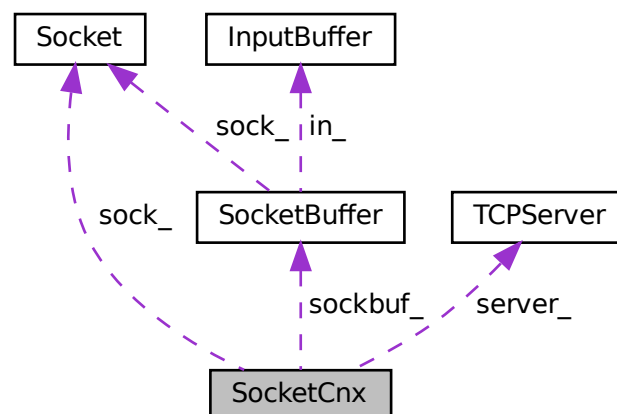 Socket
InputBuffer
sock_
in_
sock_
SocketBuffer
TCPServer
sockbuf_
server_
SocketCnx